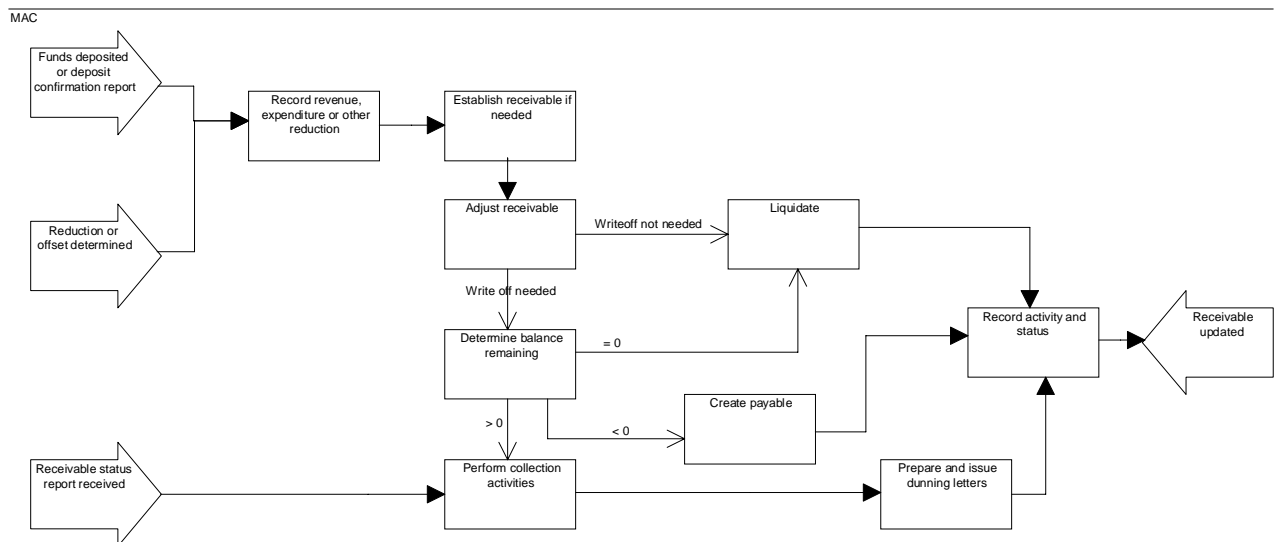 MAC
Funds deposited
or deposit
confirmation report
Record revenue,
expenditure or other
reduction
Establish receivable if
needed
Reduction or
offset determined
Adjust receivable
Writeoff not needed
Liquidate
Write off needed
Determine balance
remaining
= 0
Record activity and
status
Receivable
updated
> 0
< 0
Create payable
Receivable status
report received
Perform collection
activities
Prepare and issue
dunning letters